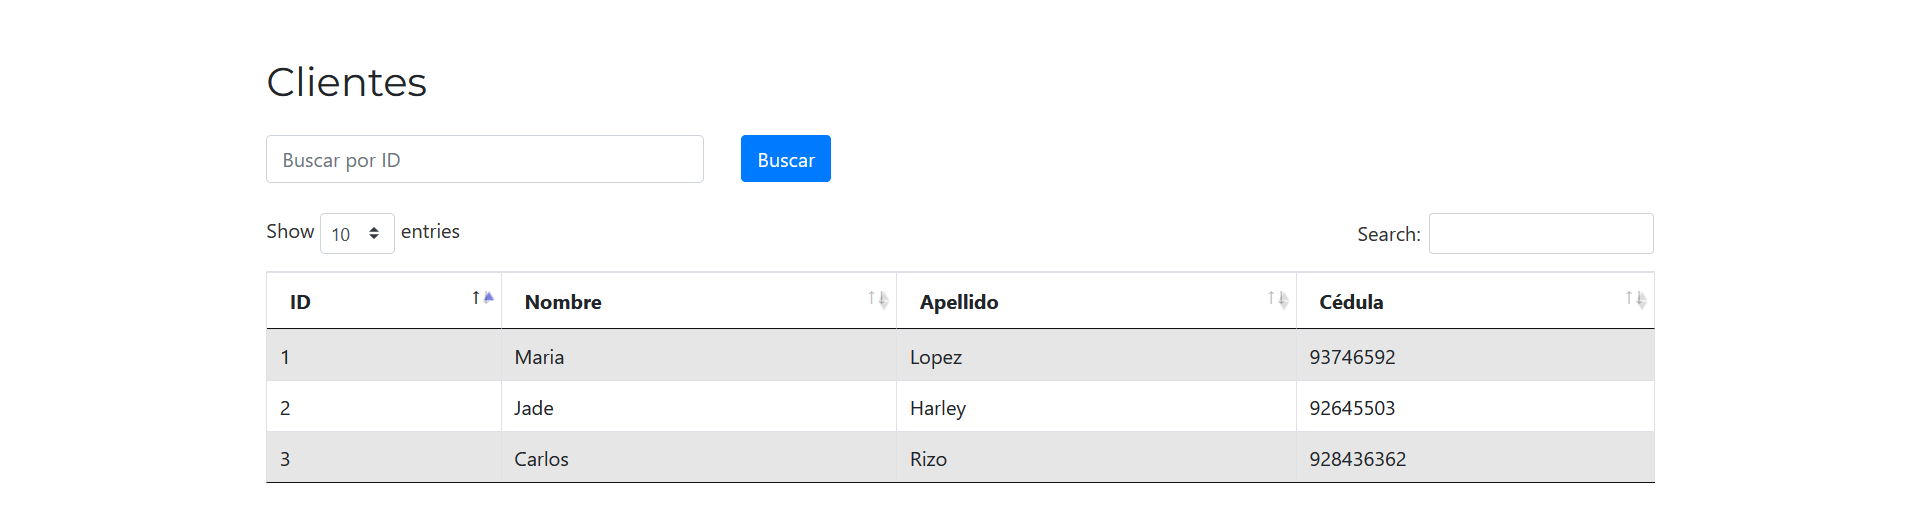 Clientes
Buscar por ID Buscar
Show 10 entries Search:
ID Nombre Apellido Cédula
1 Maria Lopez 93746592
2 Jade Harley 92645503
3 Carlos Rizo 928436362